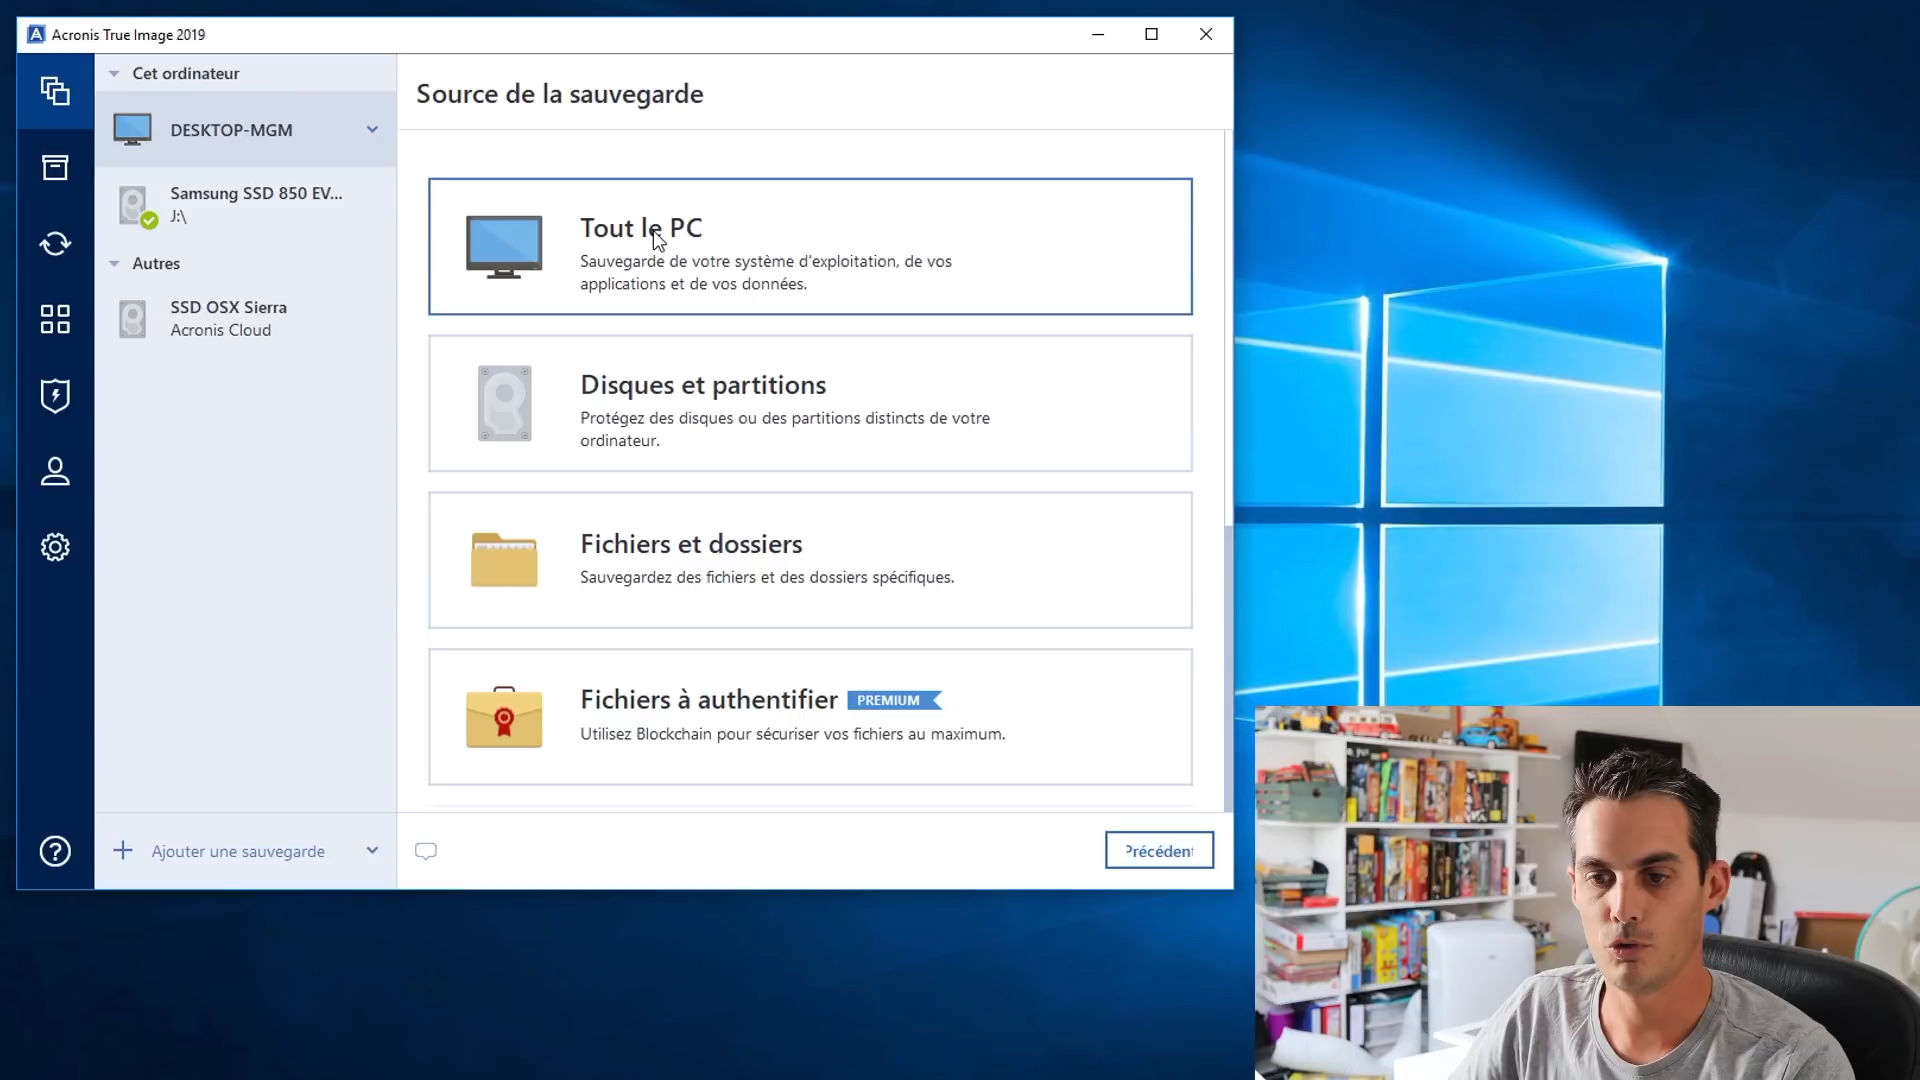 Acronis True Image 2019
Cet ordinateur
DESKTOP-MGM
Samsung SSD 850 EV...
J:\
Autres
SSD OSX Sierra
Acronis Cloud
Ajouter une sauvegarde
Source de la sauvegarde
Tout le PC
Sauvegarde de votre système d'exploitation, de vos
applications et de vos données.
Disques et partitions
Protégez des disques ou des partitions distincts de votre
ordinateur.
Fichiers et dossiers
Sauvegardez des fichiers et des dossiers spécifiques.
Fichiers à authentifier PREMIUM
Utilisez Blockchain pour sécuriser vos fichiers au maximum.
Précédent